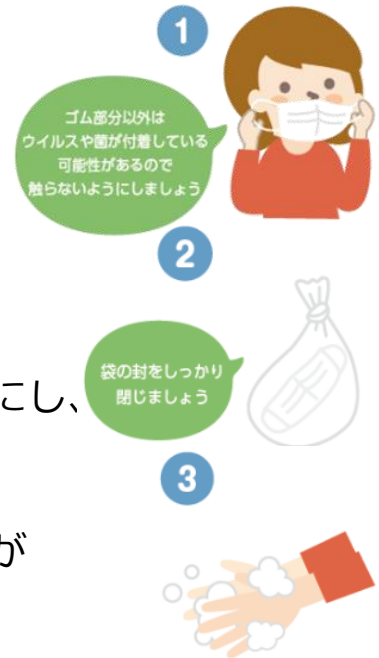 1
ゴム部分以外は
ウイルスや菌が付着している
可能性があるので
触らないようにしましょう
2
袋の封をしっかり
閉じましょう
にし、
3
が